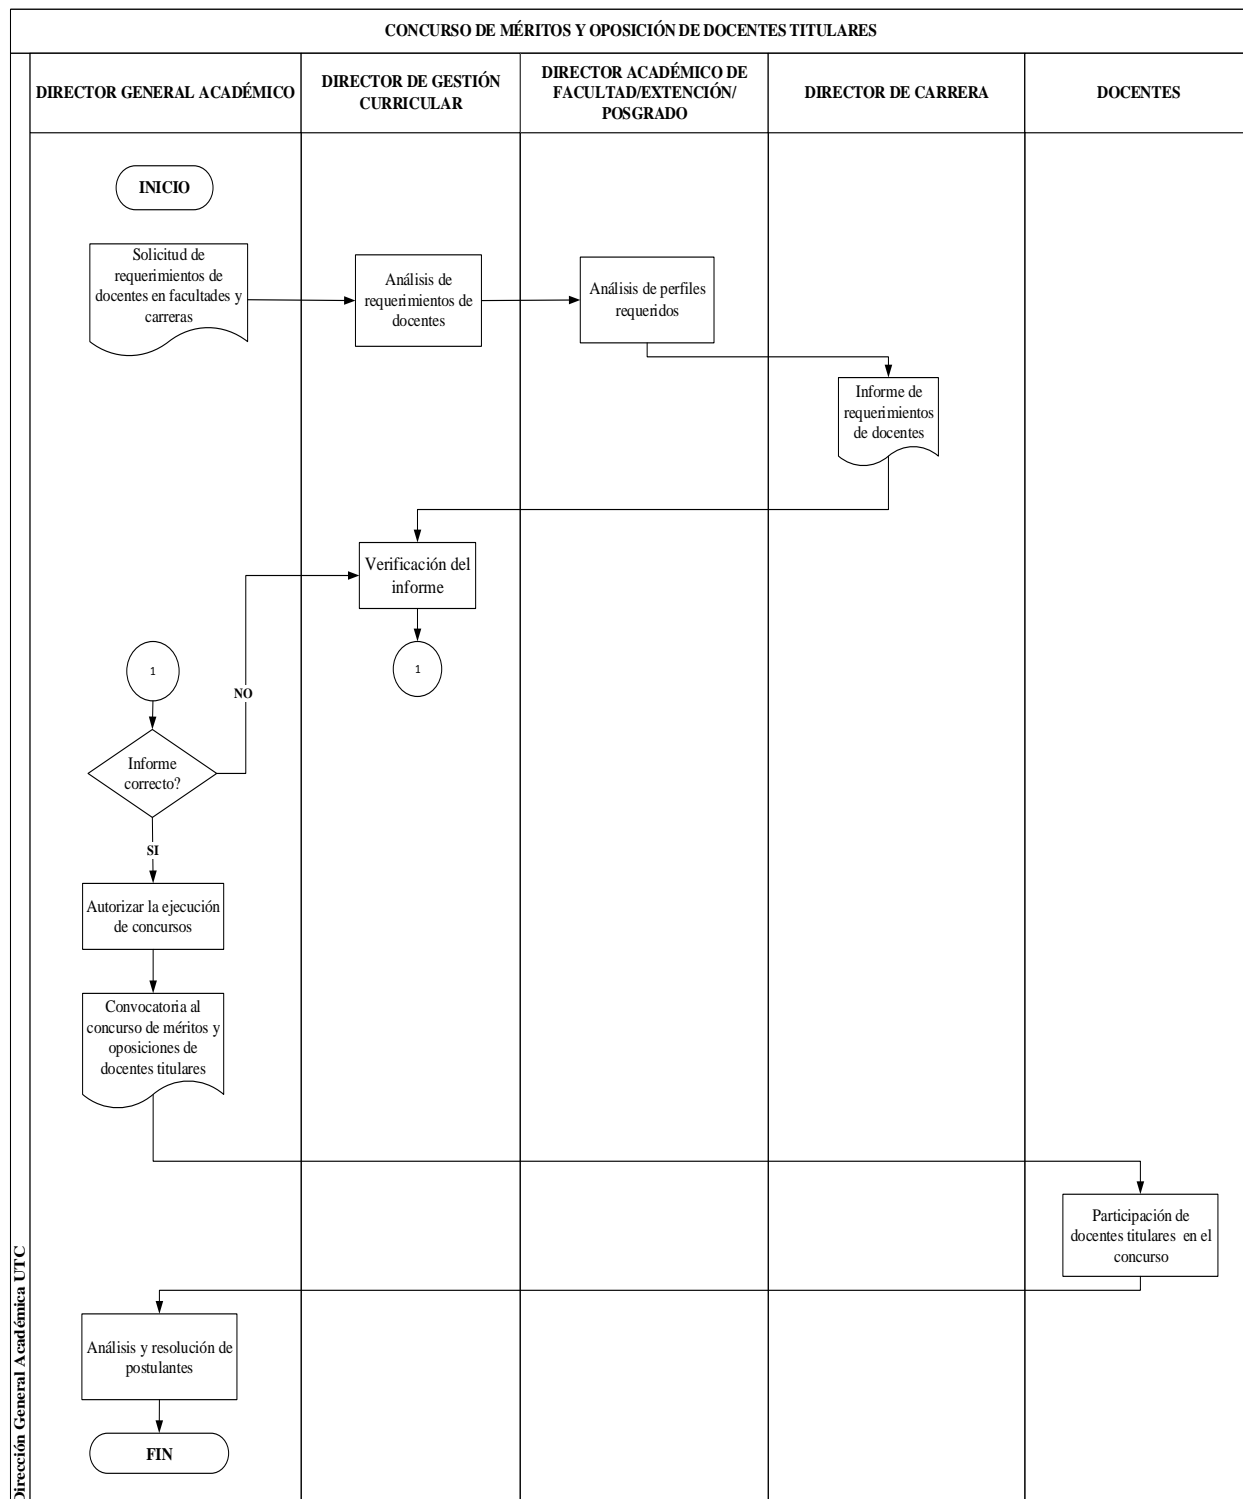 CONCURSO DE MÉRITOS Y OPOSICIÓN DE DOCENTES TITULARES
DIRECTOR GENERAL ACADÉMICO
DIRECTOR DE GESTIÓN
CURRICULAR
DIRECTOR ACADÉMICO DE
FACULTAD/EXTENCIÓN/
POSGRADO
DIRECTOR DE CARRERA
DOCENTES
INICIO
Solicitud de
requerimientos de
docentes en facultades y
carreras
Análisis de
requerimientos de
docentes
Análisis de perfiles
requeridos
Informe de
requerimientos
de docentes
Verificación del
informe
1
1
NO
Informe
correcto?
SI
Autorizar la ejecución
de concursos
Convocatoria al
concurso de méritos y
oposiciones de
docentes titulares
Participación de
docentes titulares en el
concurso
Análisis y resolución de
postulantes
FIN
Dirección General Académica UTC